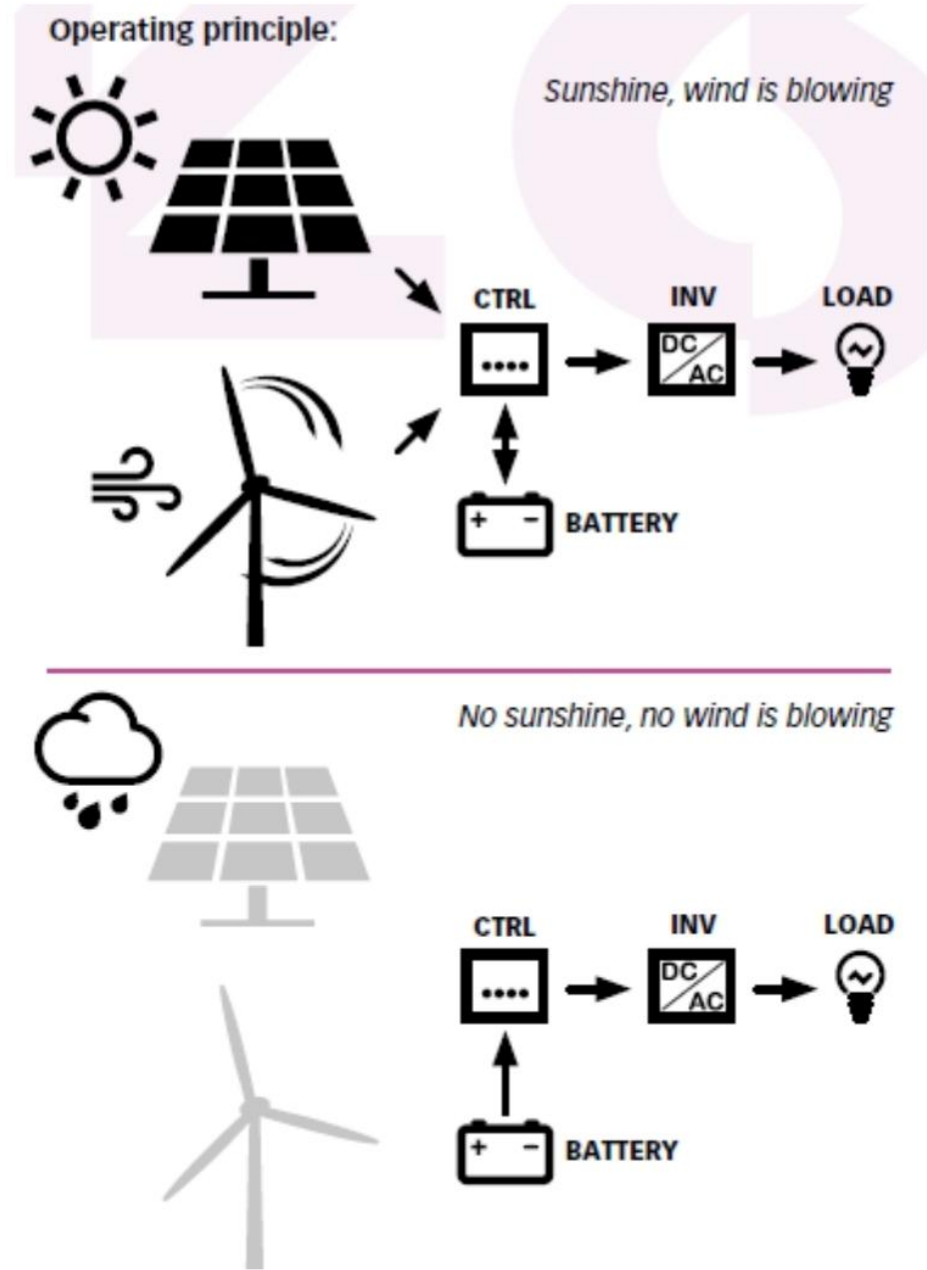 Operating principle:
Sunshine, wind is blowing
CTRL INV LOAD
DC
AC
+ − BATTERY
No sunshine, no wind is blowing
CTRL INV LOAD
DC
AC
+ − BATTERY